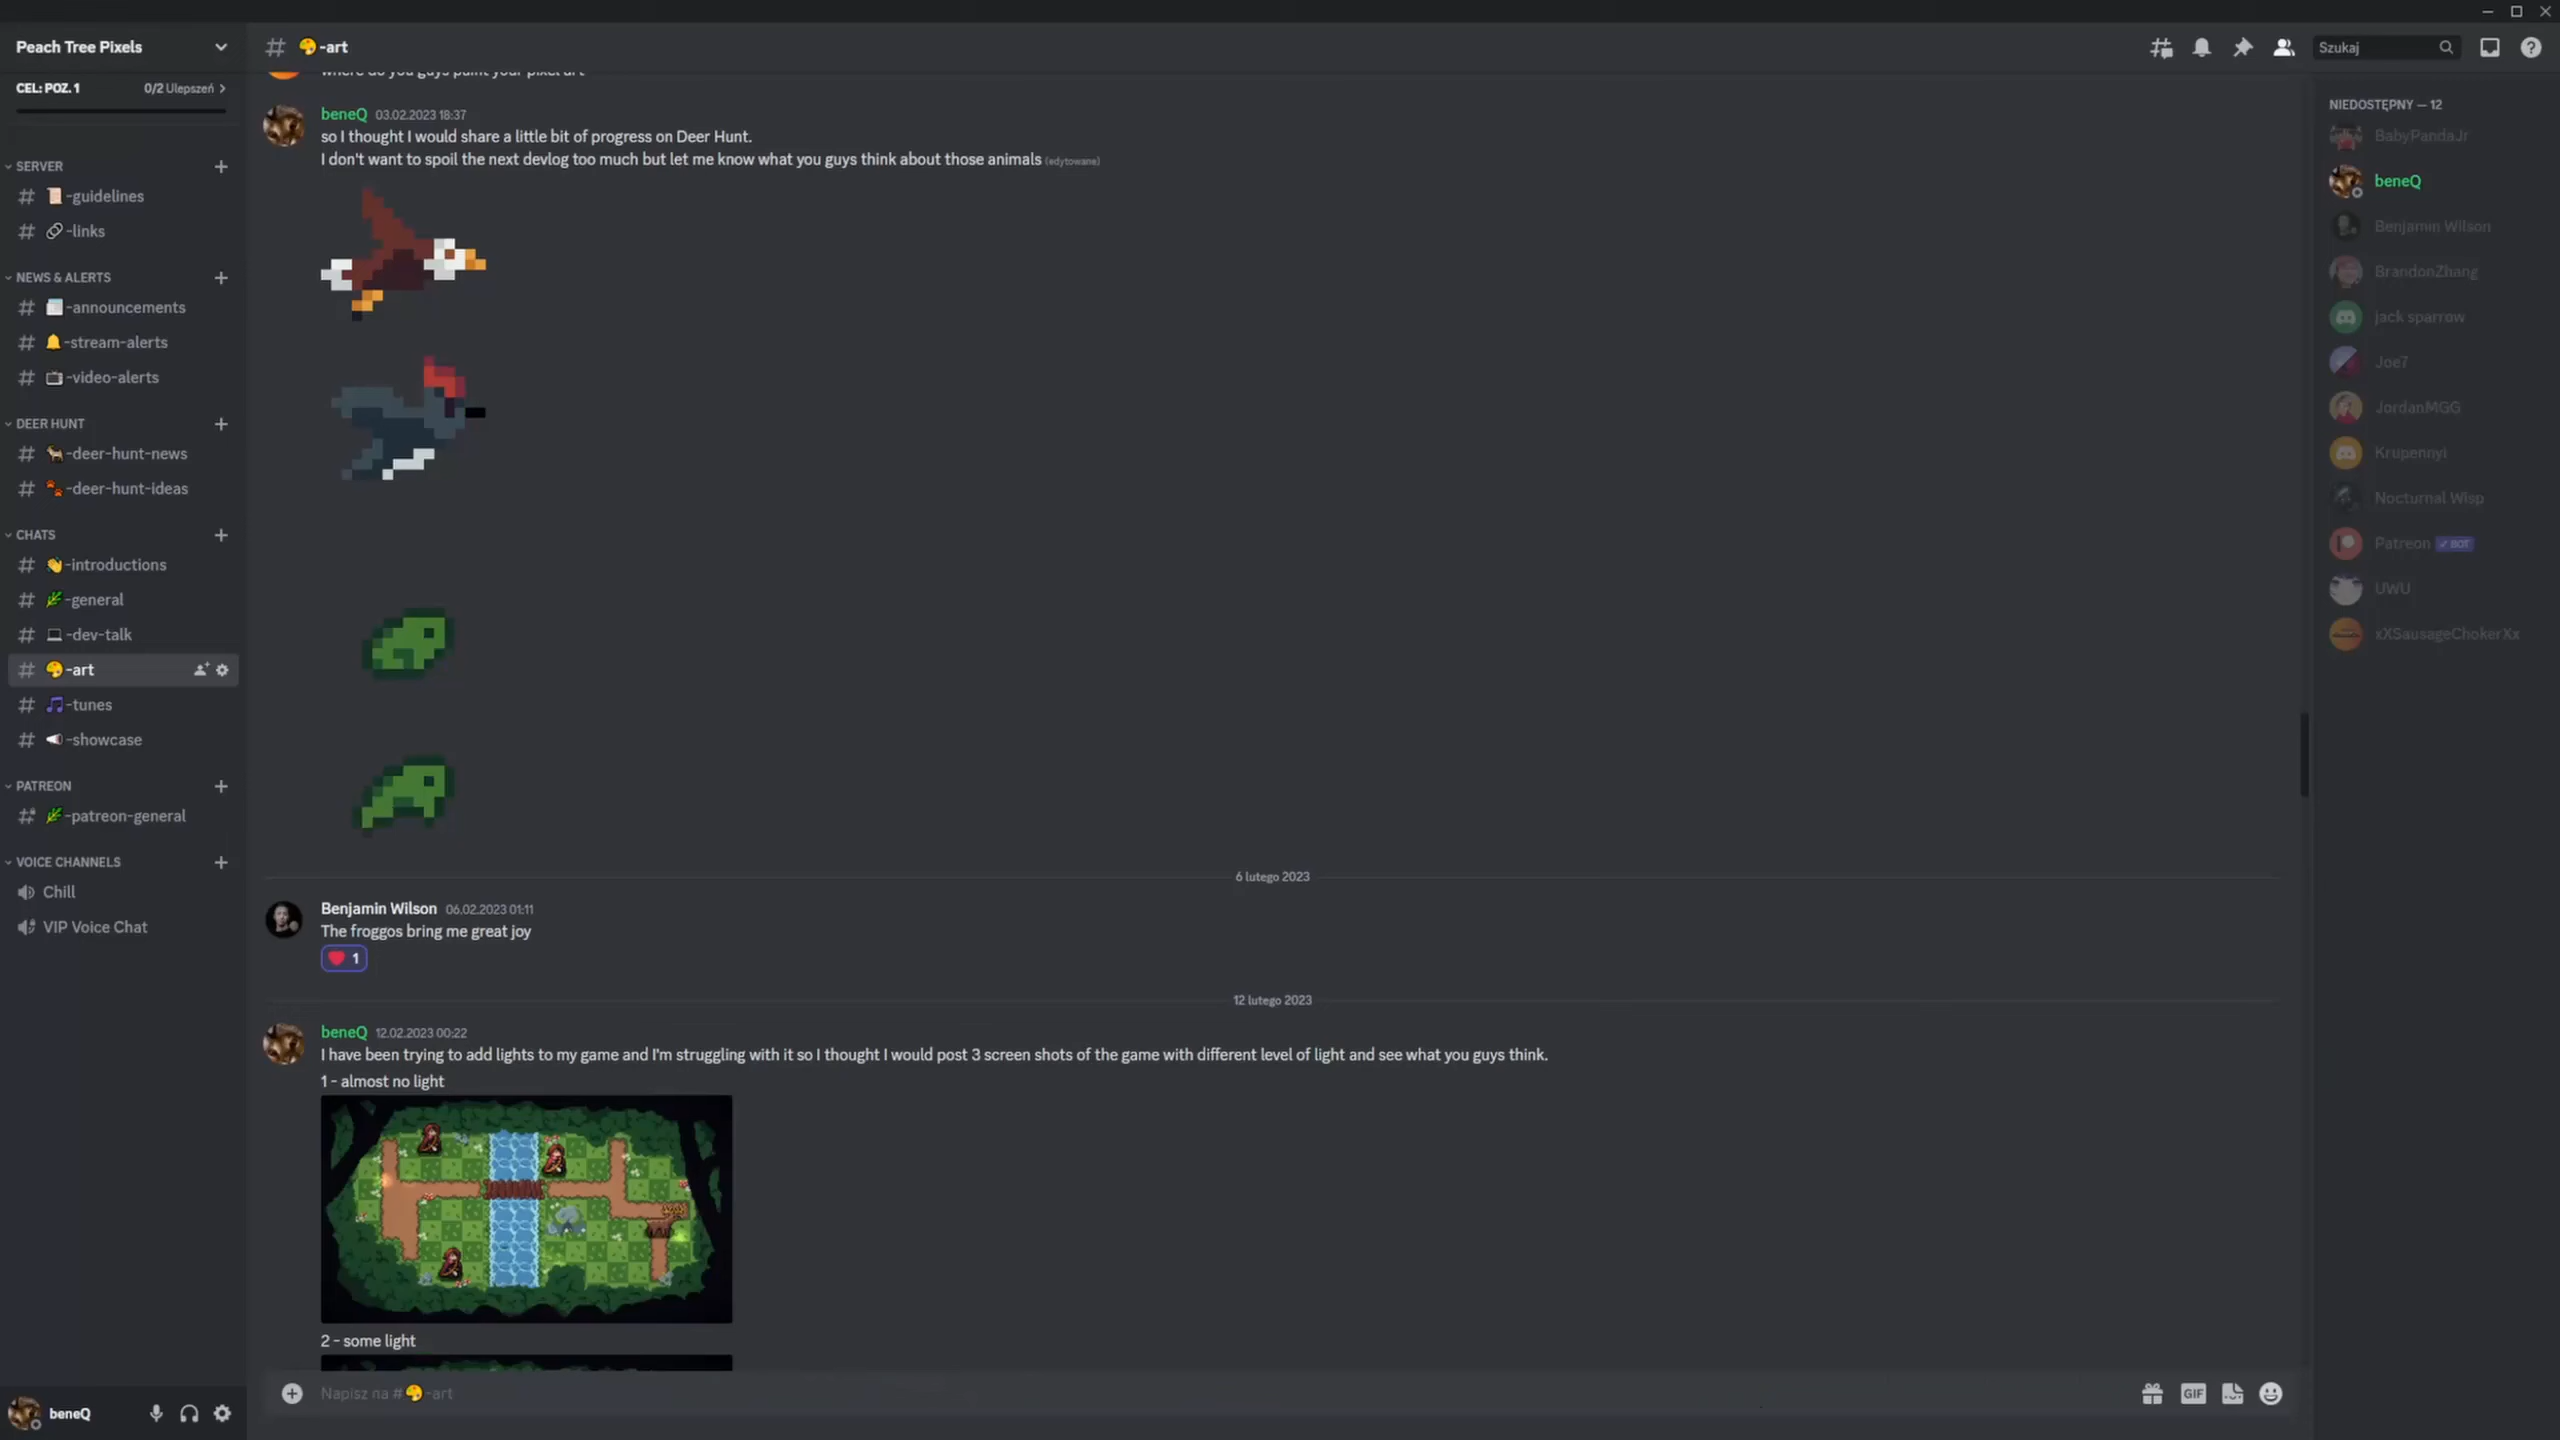 Peach Tree Pixels
CEL: POZ. 1 0/2 Ulepszeń
SERVER
-guidelines
-links
NEWS & ALERTS
-announcements
-stream-alerts
-video-alerts
DEER HUNT
-deer-hunt-news
-deer-hunt-ideas
CHATS
-introductions
-general
-dev-talk
-art
-tunes
-showcase
PATREON
-patreon-general
VOICE CHANNELS
Chill
VIP Voice Chat
beneQ
# -art
Szukaj
where do you guys paint your pixel art
beneQ 03.02.2023 18:37
so I thought I would share a little bit of progress on Deer Hunt.
I don't want to spoil the next devlog too much but let me know what you guys think about those animals (edytowane)
6 lutego 2023
Benjamin Wilson 06.02.2023 01:11
The froggos bring me great joy
1
12 lutego 2023
beneQ 12.02.2023 00:22
I have been trying to add lights to my game and I'm struggling with it so I thought I would post 3 screen shots of the game with different level of light and see what you guys think.
1 - almost no light
2 - some light
Napisz na # -art
GIF
NIEDOSTĘPNY — 12
BabyPandaJr
beneQ
Benjamin Wilson
BrandonZhang
jack sparrow
Joe7
JordanMGG
Krupennyi
Nocturnal Wisp
Patreon BOT
UWU
xXSausageChokerXx